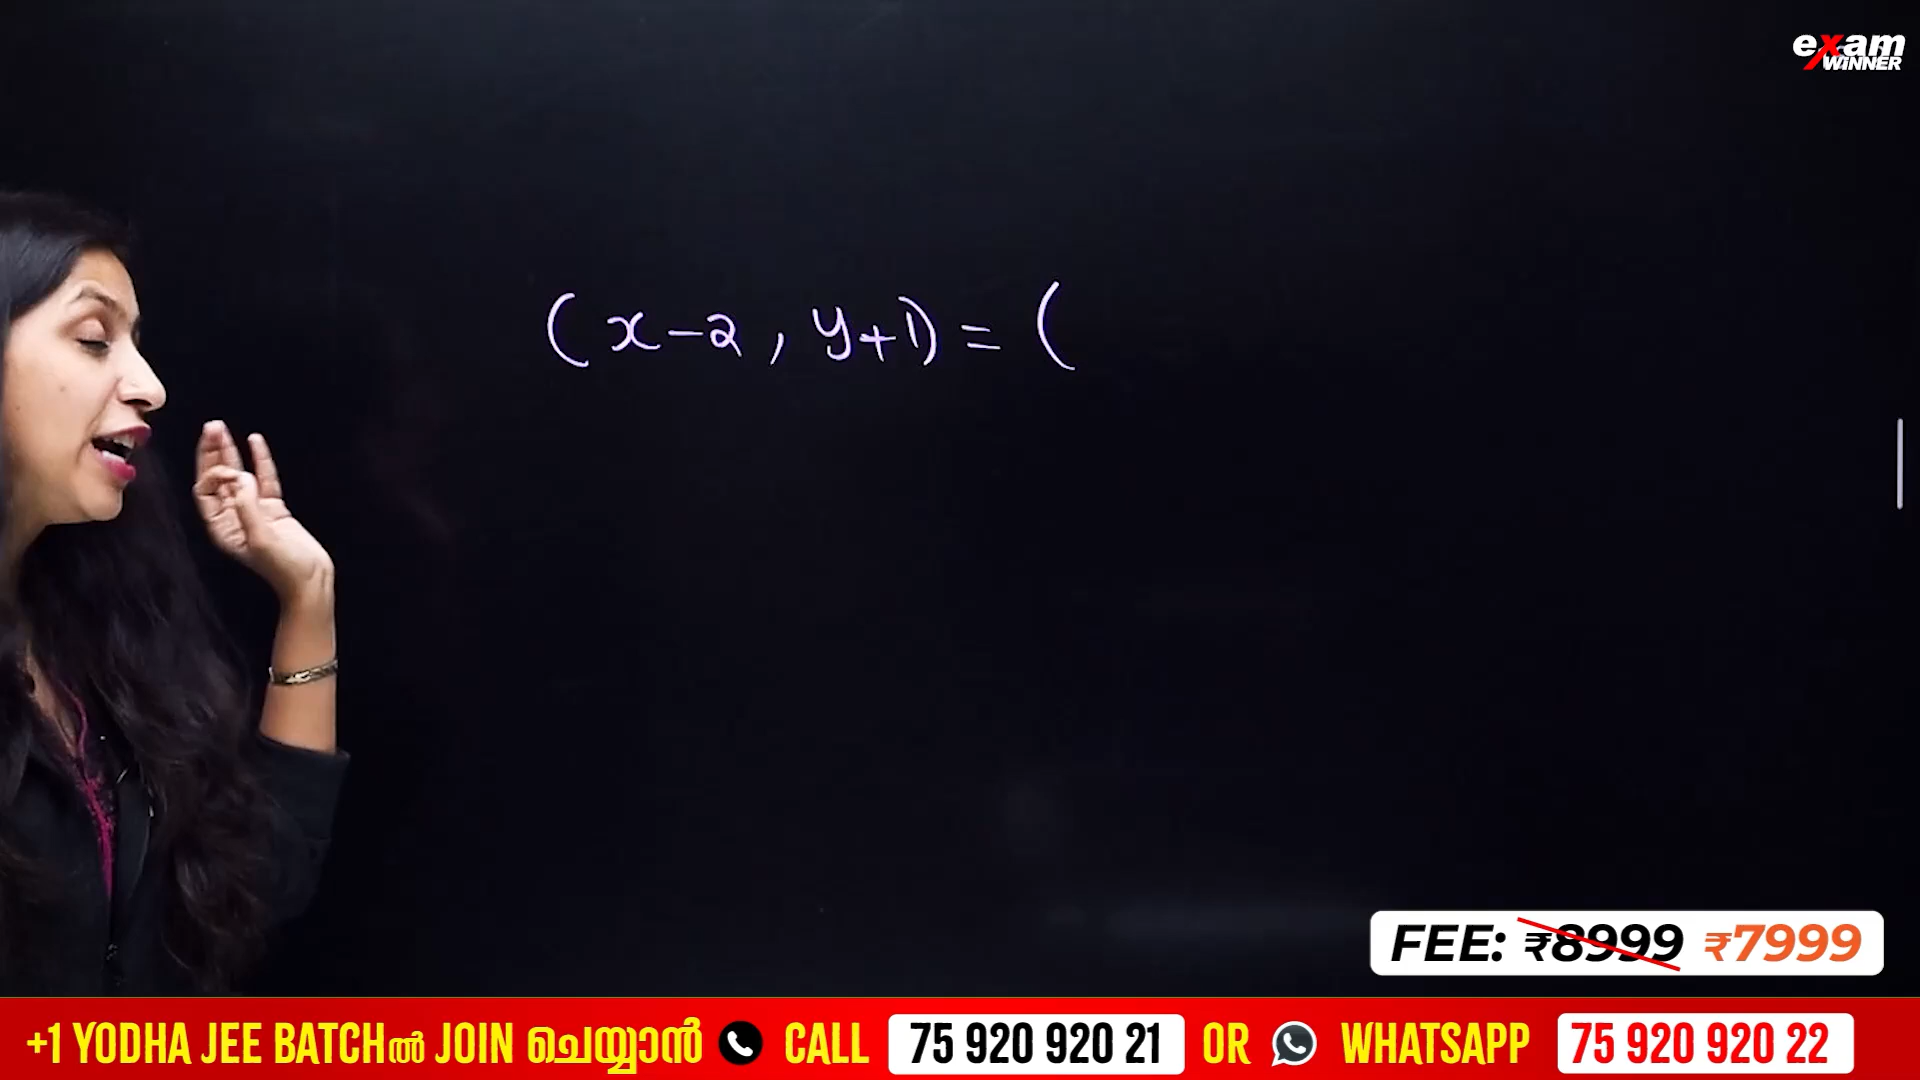 exam
WINNER
(x-2, y+1) = (
FEE: ₹8999 ₹7999
+1 YODHA JEE BATCHൽ JOIN ചെയ്യാൻ CALL 75 920 920 21 OR WHATSAPP 75 920 920 22